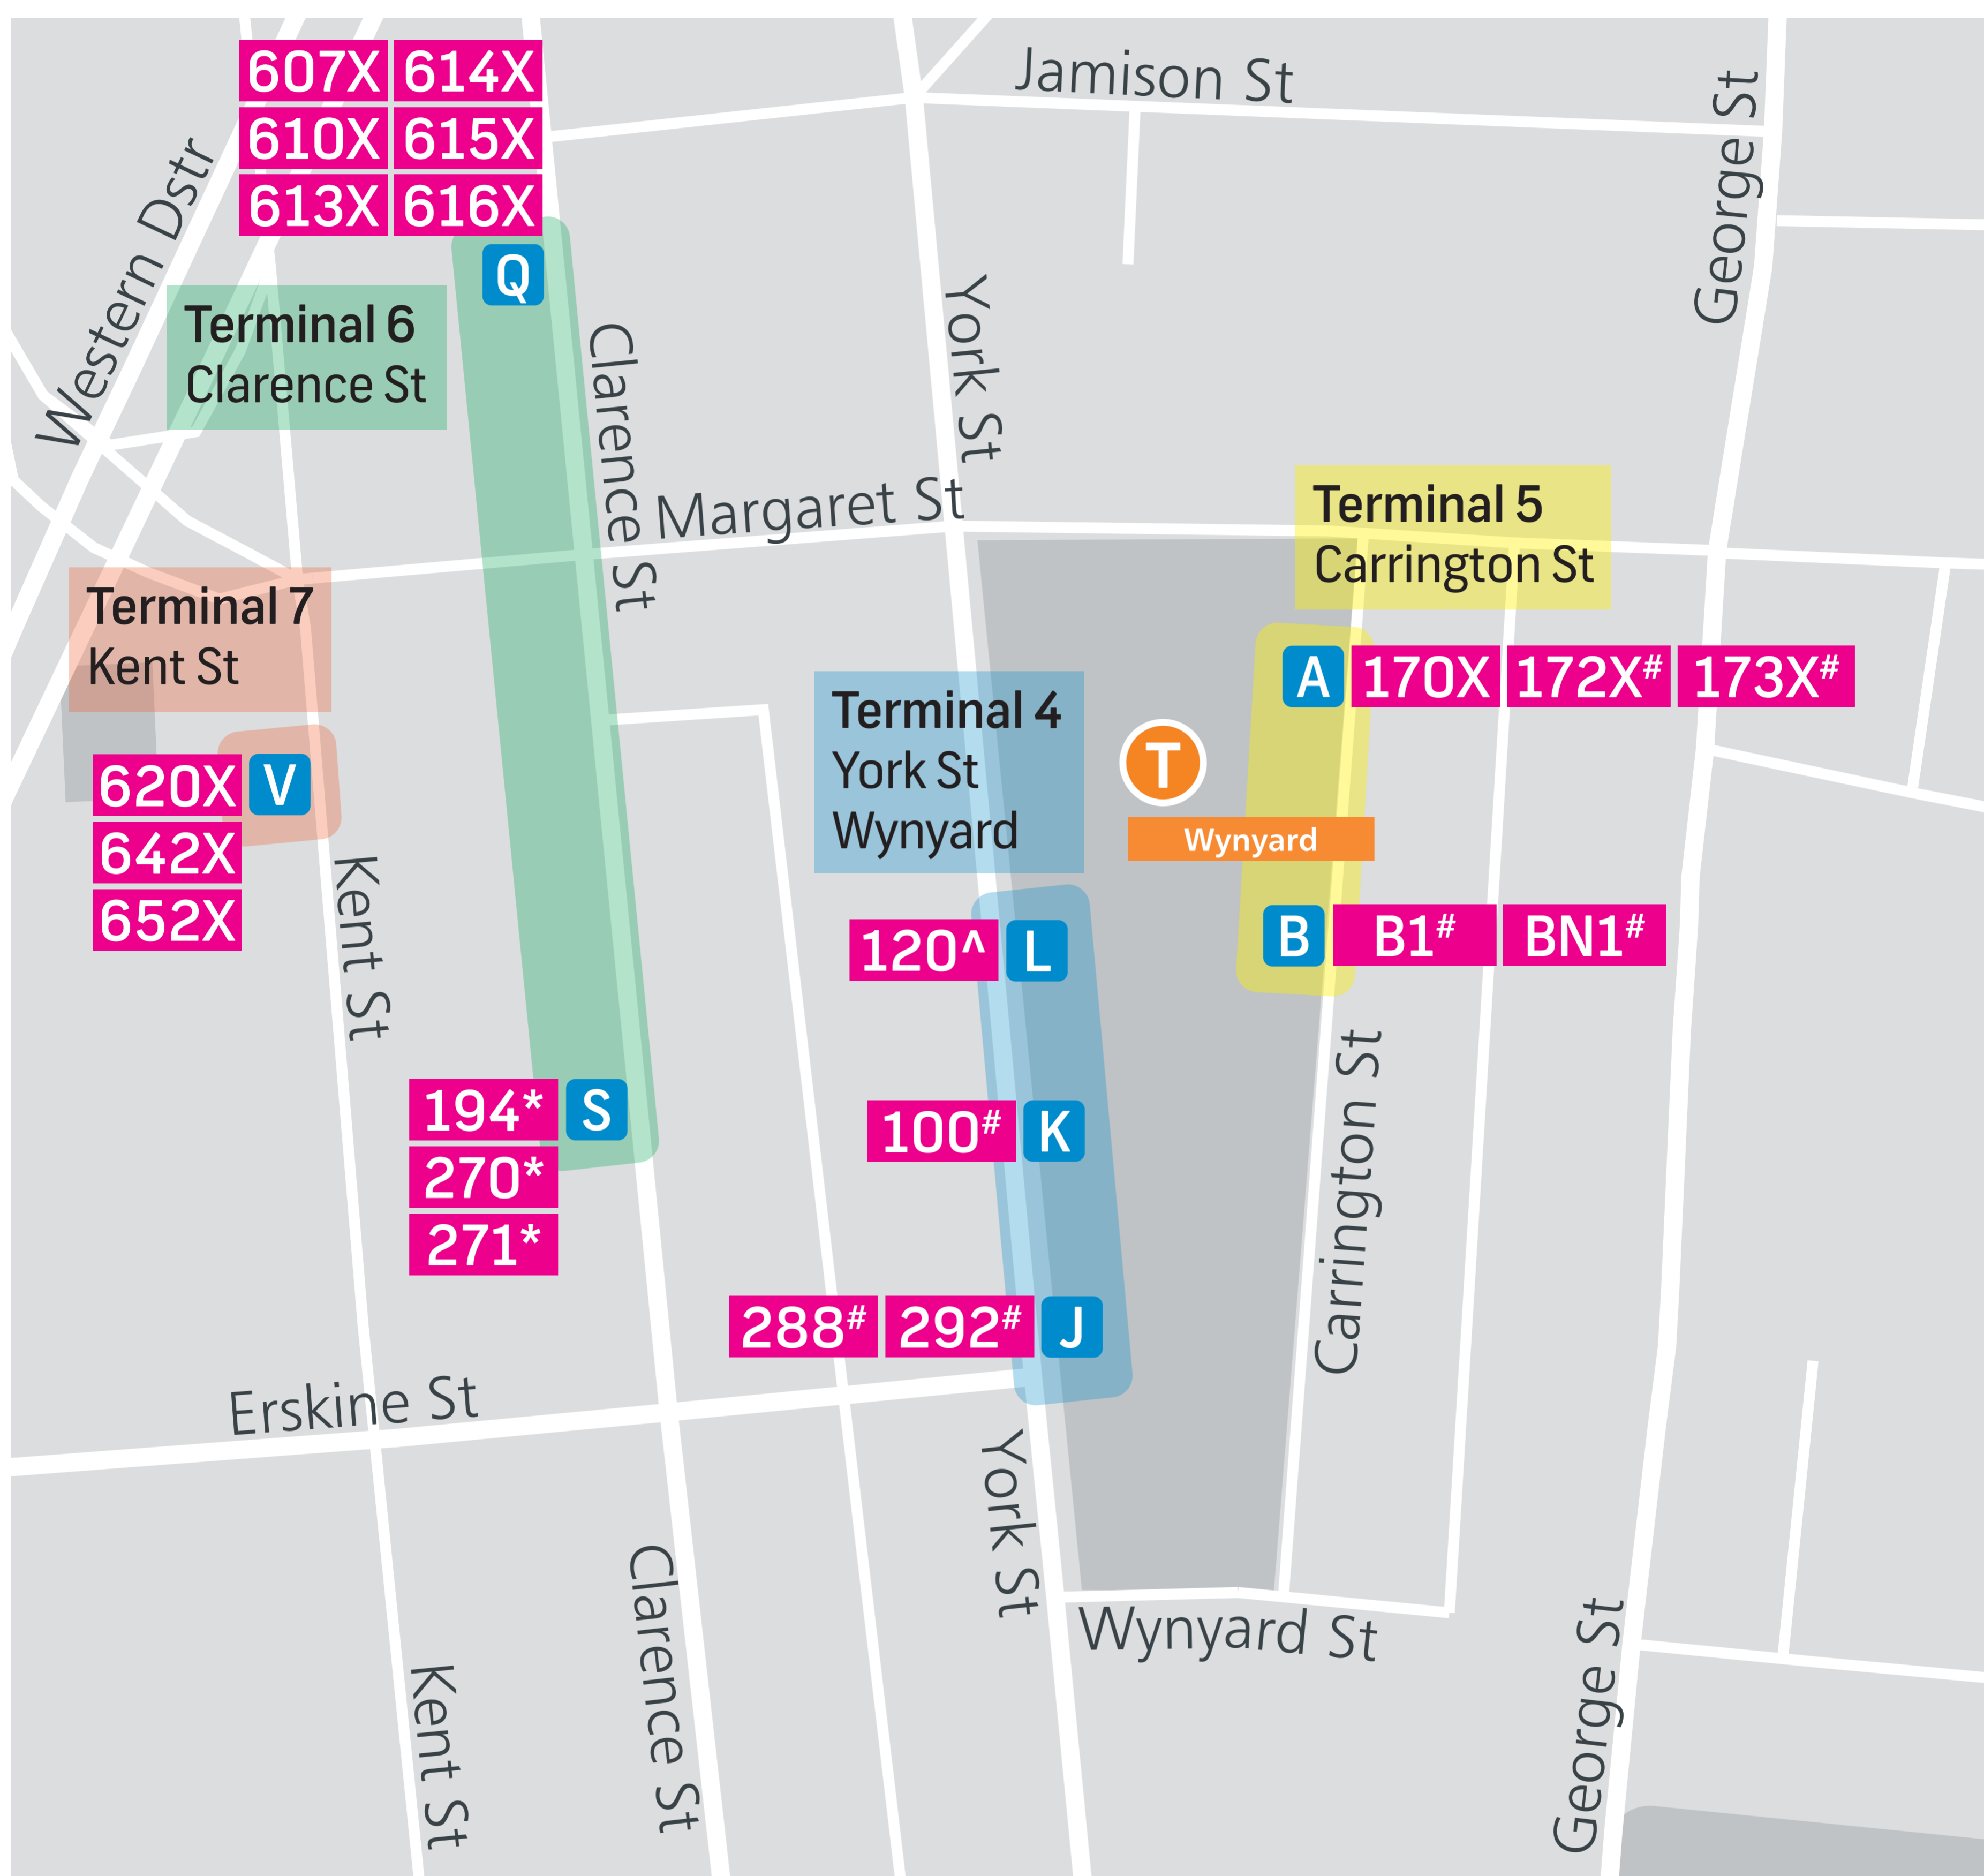 607X 614X
610X 615X
613X 616X
Q
Jamison St
George St
Western Dstr
Terminal 6
Clarence St
Clarence St
York St
Margaret St
Terminal 5
Carrington St
Terminal 7
Kent St
A 170X 172X# 173X#
Terminal 4
York St
Wynyard
T
Wynyard
620X V
642X
652X
Kent St
120^ L
B B1# BN1#
194* S
270*
271*
100# K
Carrington St
288# 292# J
Erskine St
York St
Clarence St
Wynyard St
Kent St
George St